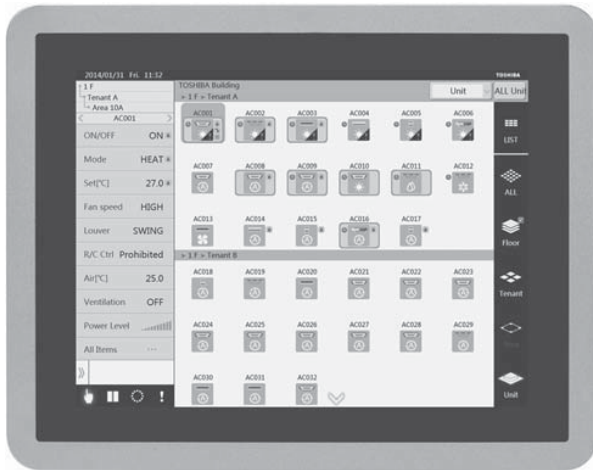 2014/01/31 Fri. 11:32
TOSHIBA
1 F
Tenant A
Area 10A
< AC001 >
ON/OFF ON
Mode HEAT
Set[°C] 27.0
Fan speed HIGH
Louver SWING
R/C Ctrl Prohibited
Air[°C] 25.0
Ventilation OFF
Power Level
All Items ...
TOSHIBA Building
> 1 F > Tenant A
Unit
ALL Unit
AC001 AC002 AC003 AC004 AC005 AC006
AC007 AC008 AC009 AC010 AC011 AC012
AC013 AC014 AC015 AC016 AC017
> 1 F > Tenant B
AC018 AC019 AC020 AC021 AC022 AC023
AC024 AC025 AC026 AC027 AC028 AC029
AC030 AC031 AC032
LIST
ALL
Floor
Tenant
Unit